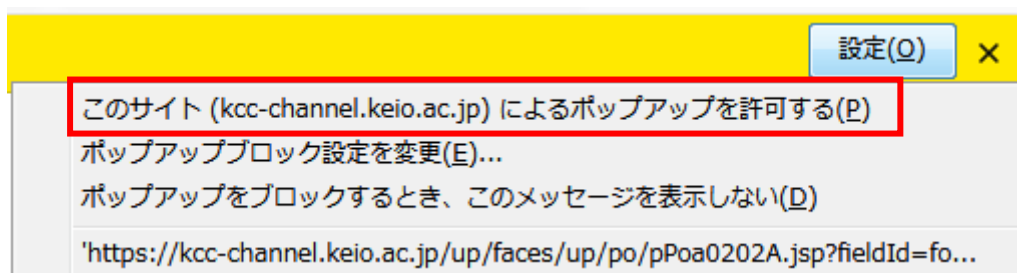 設定(O) ×
このサイト (kcc-channel.keio.ac.jp) によるポップアップを許可する(P)
ポップアップブロック設定を変更(E)...
ポップアップをブロックするとき、このメッセージを表示しない(D)
'https://kcc-channel.keio.ac.jp/up/faces/up/po/pPoa0202A.jsp?fieldId=fo...